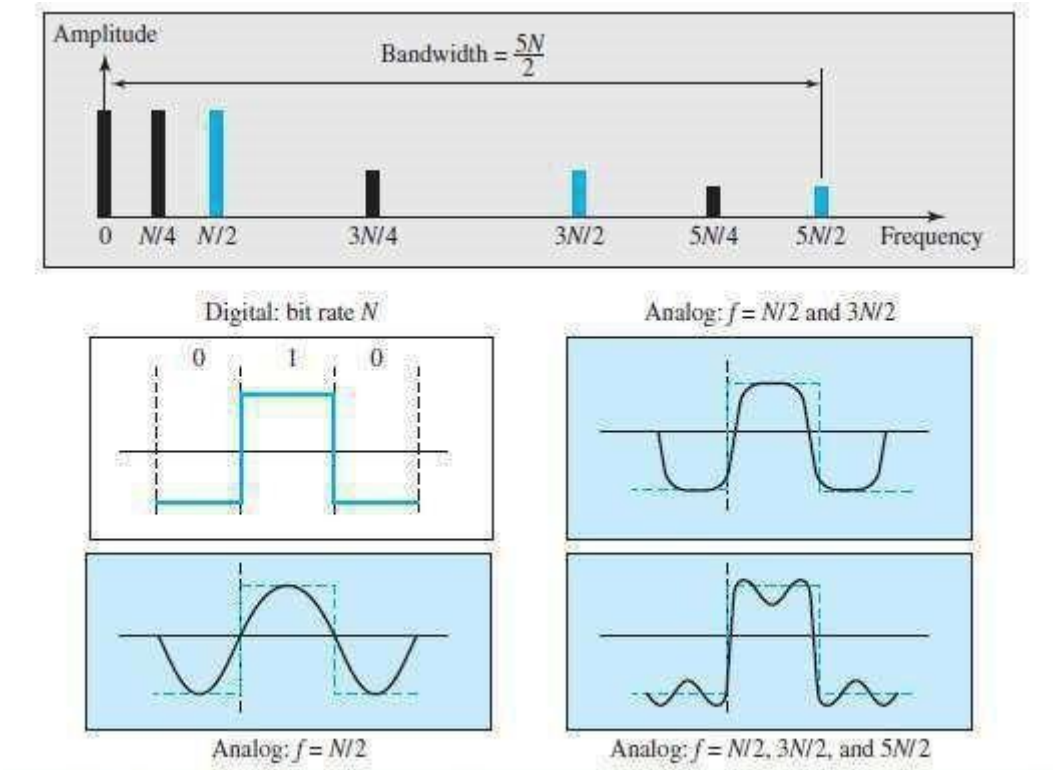 Amplitude
Bandwidth = 5N/2
0 N/4 N/2 3N/4 3N/2 5N/4 5N/2 Frequency
Digital: bit rate N
0 1 0
Analog: f = N/2 and 3N/2
Analog: f = N/2
Analog: f = N/2, 3N/2, and 5N/2